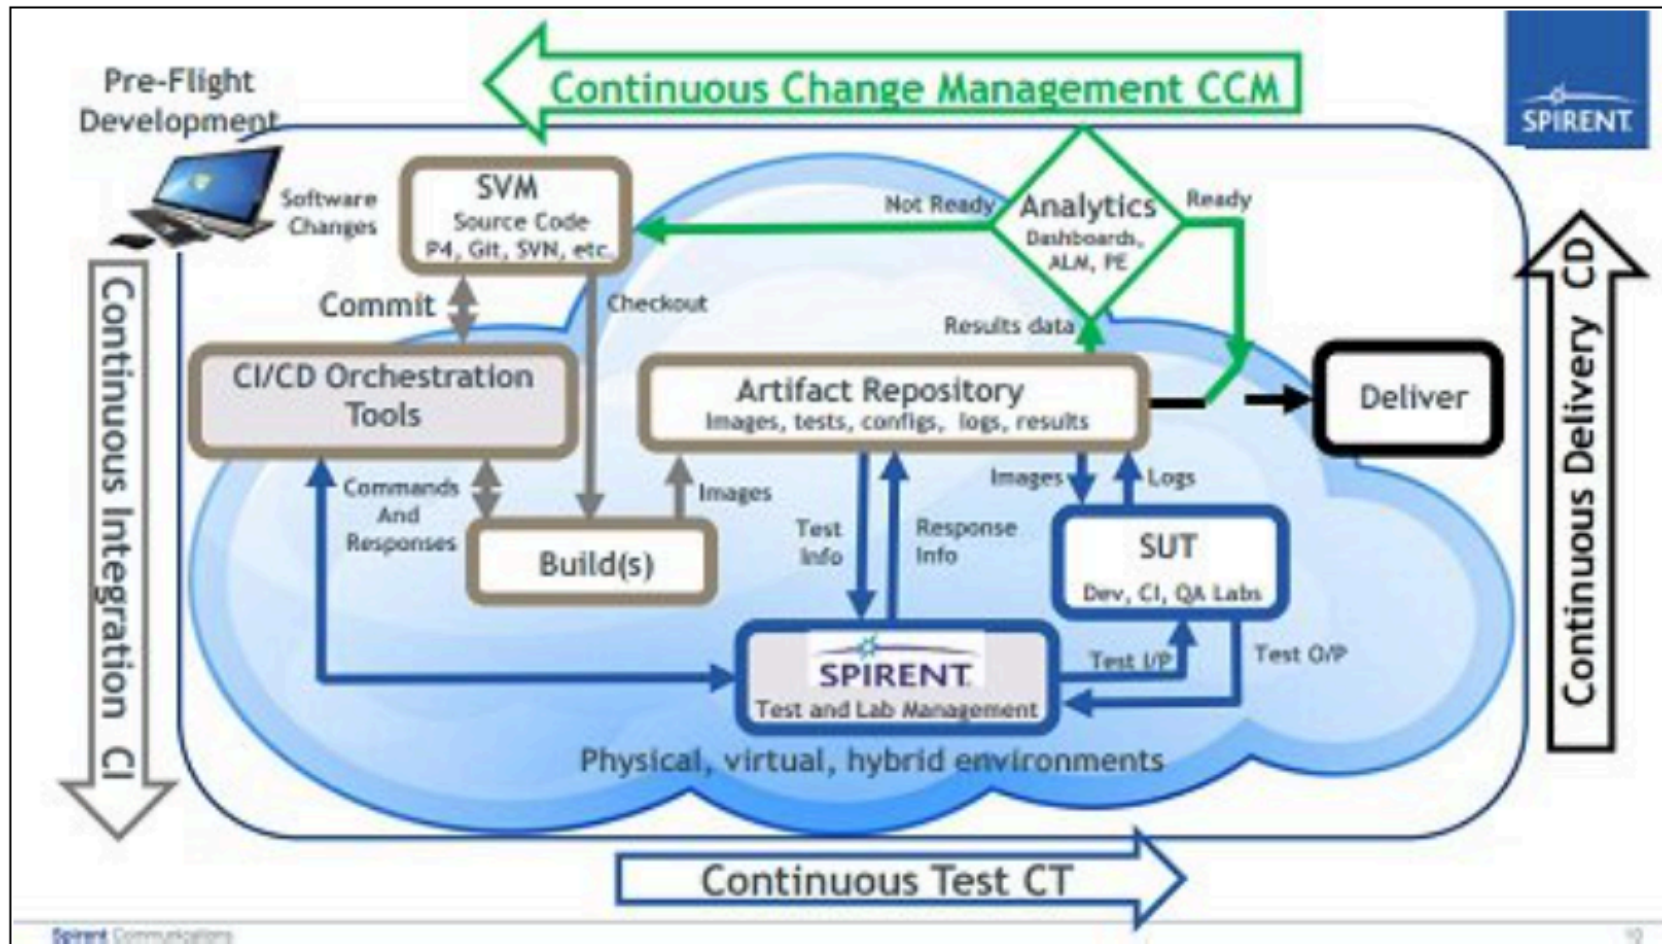 Continuous Change Management CCM
SPIRENT
Pre-Flight
Development
Software
Changes
SVM
Source Code
P4, Git, SVN, etc.
Not Ready
Analytics
Dashboards,
ALM, PE
Ready
Commit
Checkout
Results data
CI/CD Orchestration
Tools
Artifact Repository
Images, tests, configs, logs, results
Deliver
Commands
And
Responses
Images
Test
Info
Response
Info
Images
Logs
Build(s)
SUT
Dev, CI, QA Labs
SPIRENT
Test and Lab Management
Test I/P
Test O/P
Physical, virtual, hybrid environments
Continuous Integration CI
Continuous Delivery CD
Continuous Test CT
Spirent Communications
10